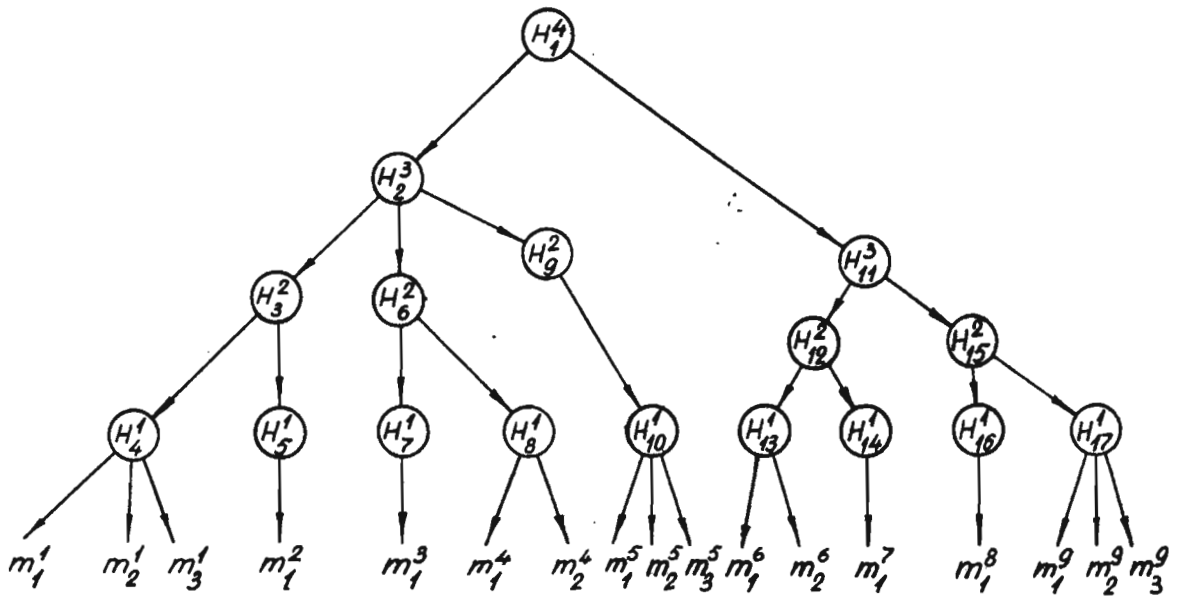 H₁⁴
H₂³
H₉²
H₁₁³
H₃² H₆²
H₁₂² H₁₅²
H₄¹ H₅¹ H₇¹ H₈¹ H₁₀¹ H₁₃¹ H₁₄¹ H₁₆¹ H₁₇¹
m₁¹ m₂¹ m₃¹ m₁² m₁³ m₁⁴ m₂⁴ m₁⁵ m₂⁵ m₃⁵ m₁⁶ m₂⁶ m₁⁷ m₁⁸ m₁⁹ m₂⁹ m₃⁹